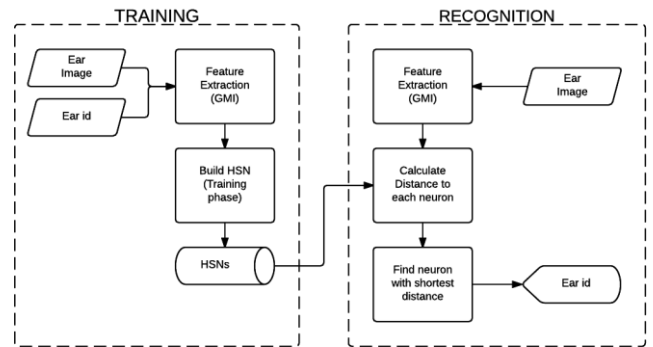 TRAINING
Ear
Image
Ear id
Feature
Extraction
(GMI)
Build HSN
(Training
phase)
HSNs
RECOGNITION
Feature
Extraction
(GMI)
Ear
Image
Calculate
Distance to
each neuron
Find neuron
with shortest
distance
Ear id